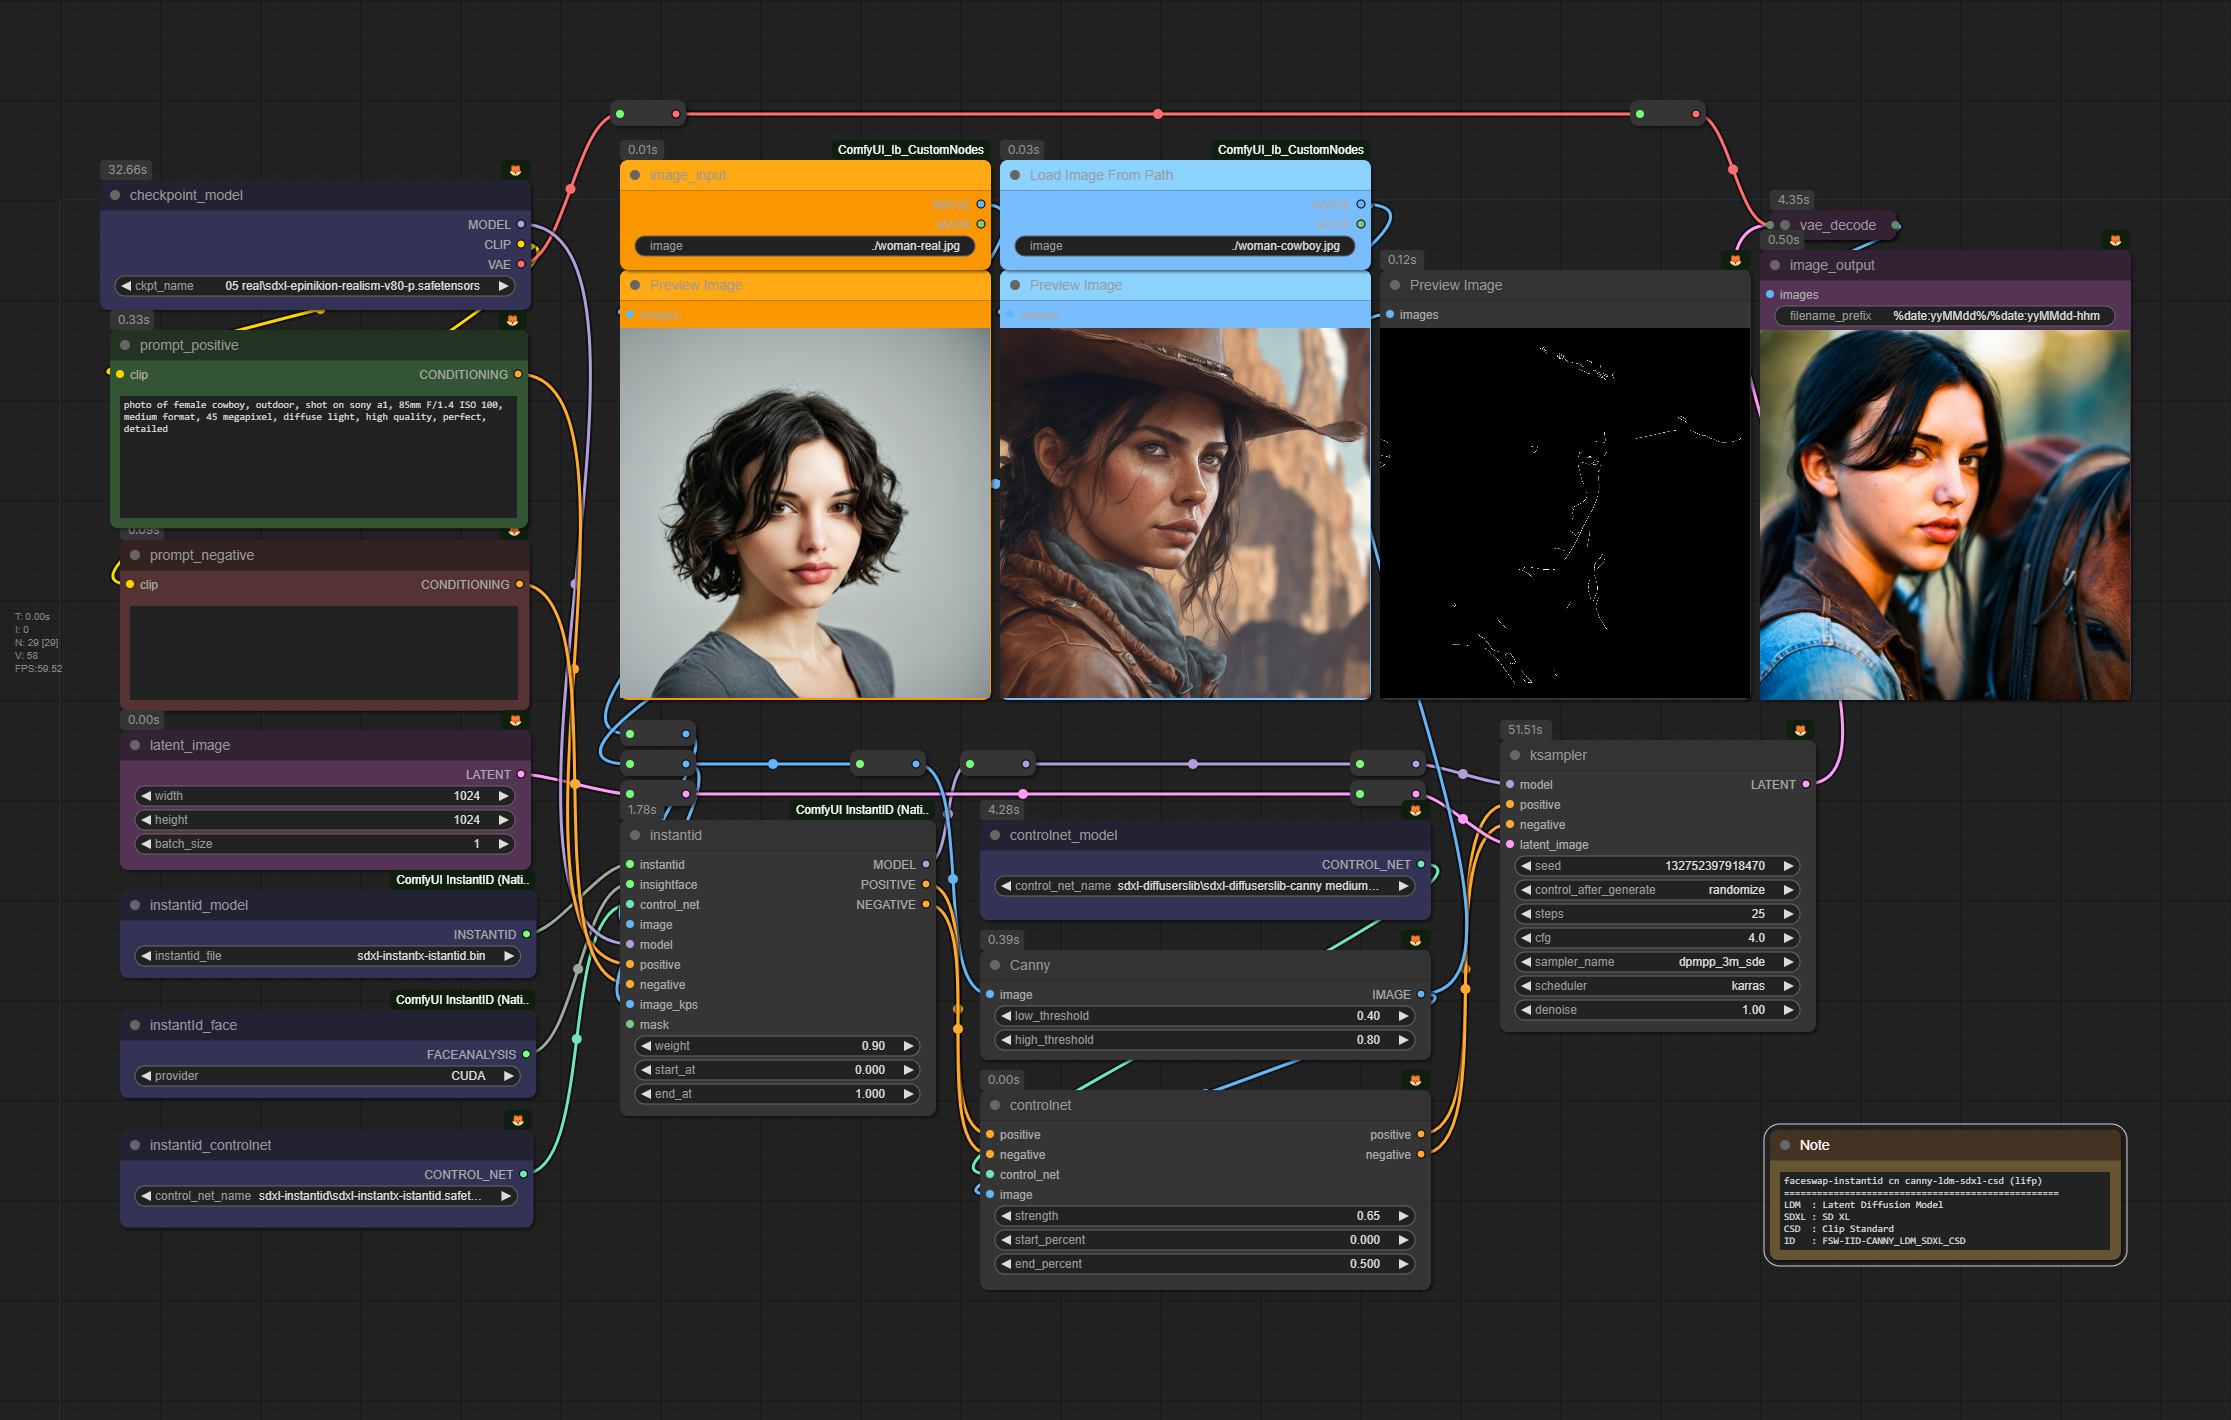 32.66s
checkpoint_model
MODEL
CLIP
VAE
ckpt_name 05 real\sdxl-epinikion-realism-v80-p.safetensors
0.33s
prompt_positive
clip CONDITIONING
photo of female cowboy, outdoor, shot on sony a1, 85mm F/1.4 ISO 100,
medium format, 45 megapixel, diffuse light, high quality, perfect,
detailed
0.09s
prompt_negative
clip CONDITIONING
T: 0.00s
I: 0
N: 29 [29]
V: 58
FPS:59.52
0.00s
latent_image
LATENT
width 1024
height 1024
batch_size 1
ComfyUI InstantID (Nati..
instantid_model
INSTANTID
instantid_file sdxl-instantx-istantid.bin
ComfyUI InstantID (Nati..
instantId_face
FACEANALYSIS
provider CUDA
instantid_controlnet
CONTROL_NET
control_net_name sdxl-instantid\sdxl-instantx-istantid.safet...
0.01s ComfyUI_Ib_CustomNodes
image_input
IMAGE
MASK
image ./woman-real.jpg
Preview Image
images
0.03s ComfyUI_Ib_CustomNodes
Load Image From Path
IMAGE
MASK
image ./woman-cowboy.jpg
Preview Image
images
0.12s
Preview Image
images
4.35s
vae_decode
0.50s
image_output
images
filename_prefix %date:yyMMdd%/%date:yyMMdd-hhm
1.78s ComfyUI InstantID (Nati..
instantid
instantid MODEL
insightface POSITIVE
control_net NEGATIVE
image
model
positive
negative
image_kps
mask
weight 0.90
start_at 0.000
end_at 1.000
4.28s
controlnet_model
CONTROL_NET
control_net_name sdxl-diffuserslib\sdxl-diffuserslib-canny medium...
0.39s
Canny
image IMAGE
low_threshold 0.40
high_threshold 0.80
0.00s
controlnet
positive positive
negative negative
control_net
image
strength 0.65
start_percent 0.000
end_percent 0.500
51.51s
ksampler
model LATENT
positive
negative
latent_image
seed 132752397918470
control_after_generate randomize
steps 25
cfg 4.0
sampler_name dpmpp_3m_sde
scheduler karras
denoise 1.00
Note
faceswap-instantid cn canny-ldm-sdxl-csd (lifp)
==================================================
LDM : Latent Diffusion Model
SDXL : SD XL
CSD : Clip Standard
ID : FSW-IID-CANNY_LDM_SDXL_CSD